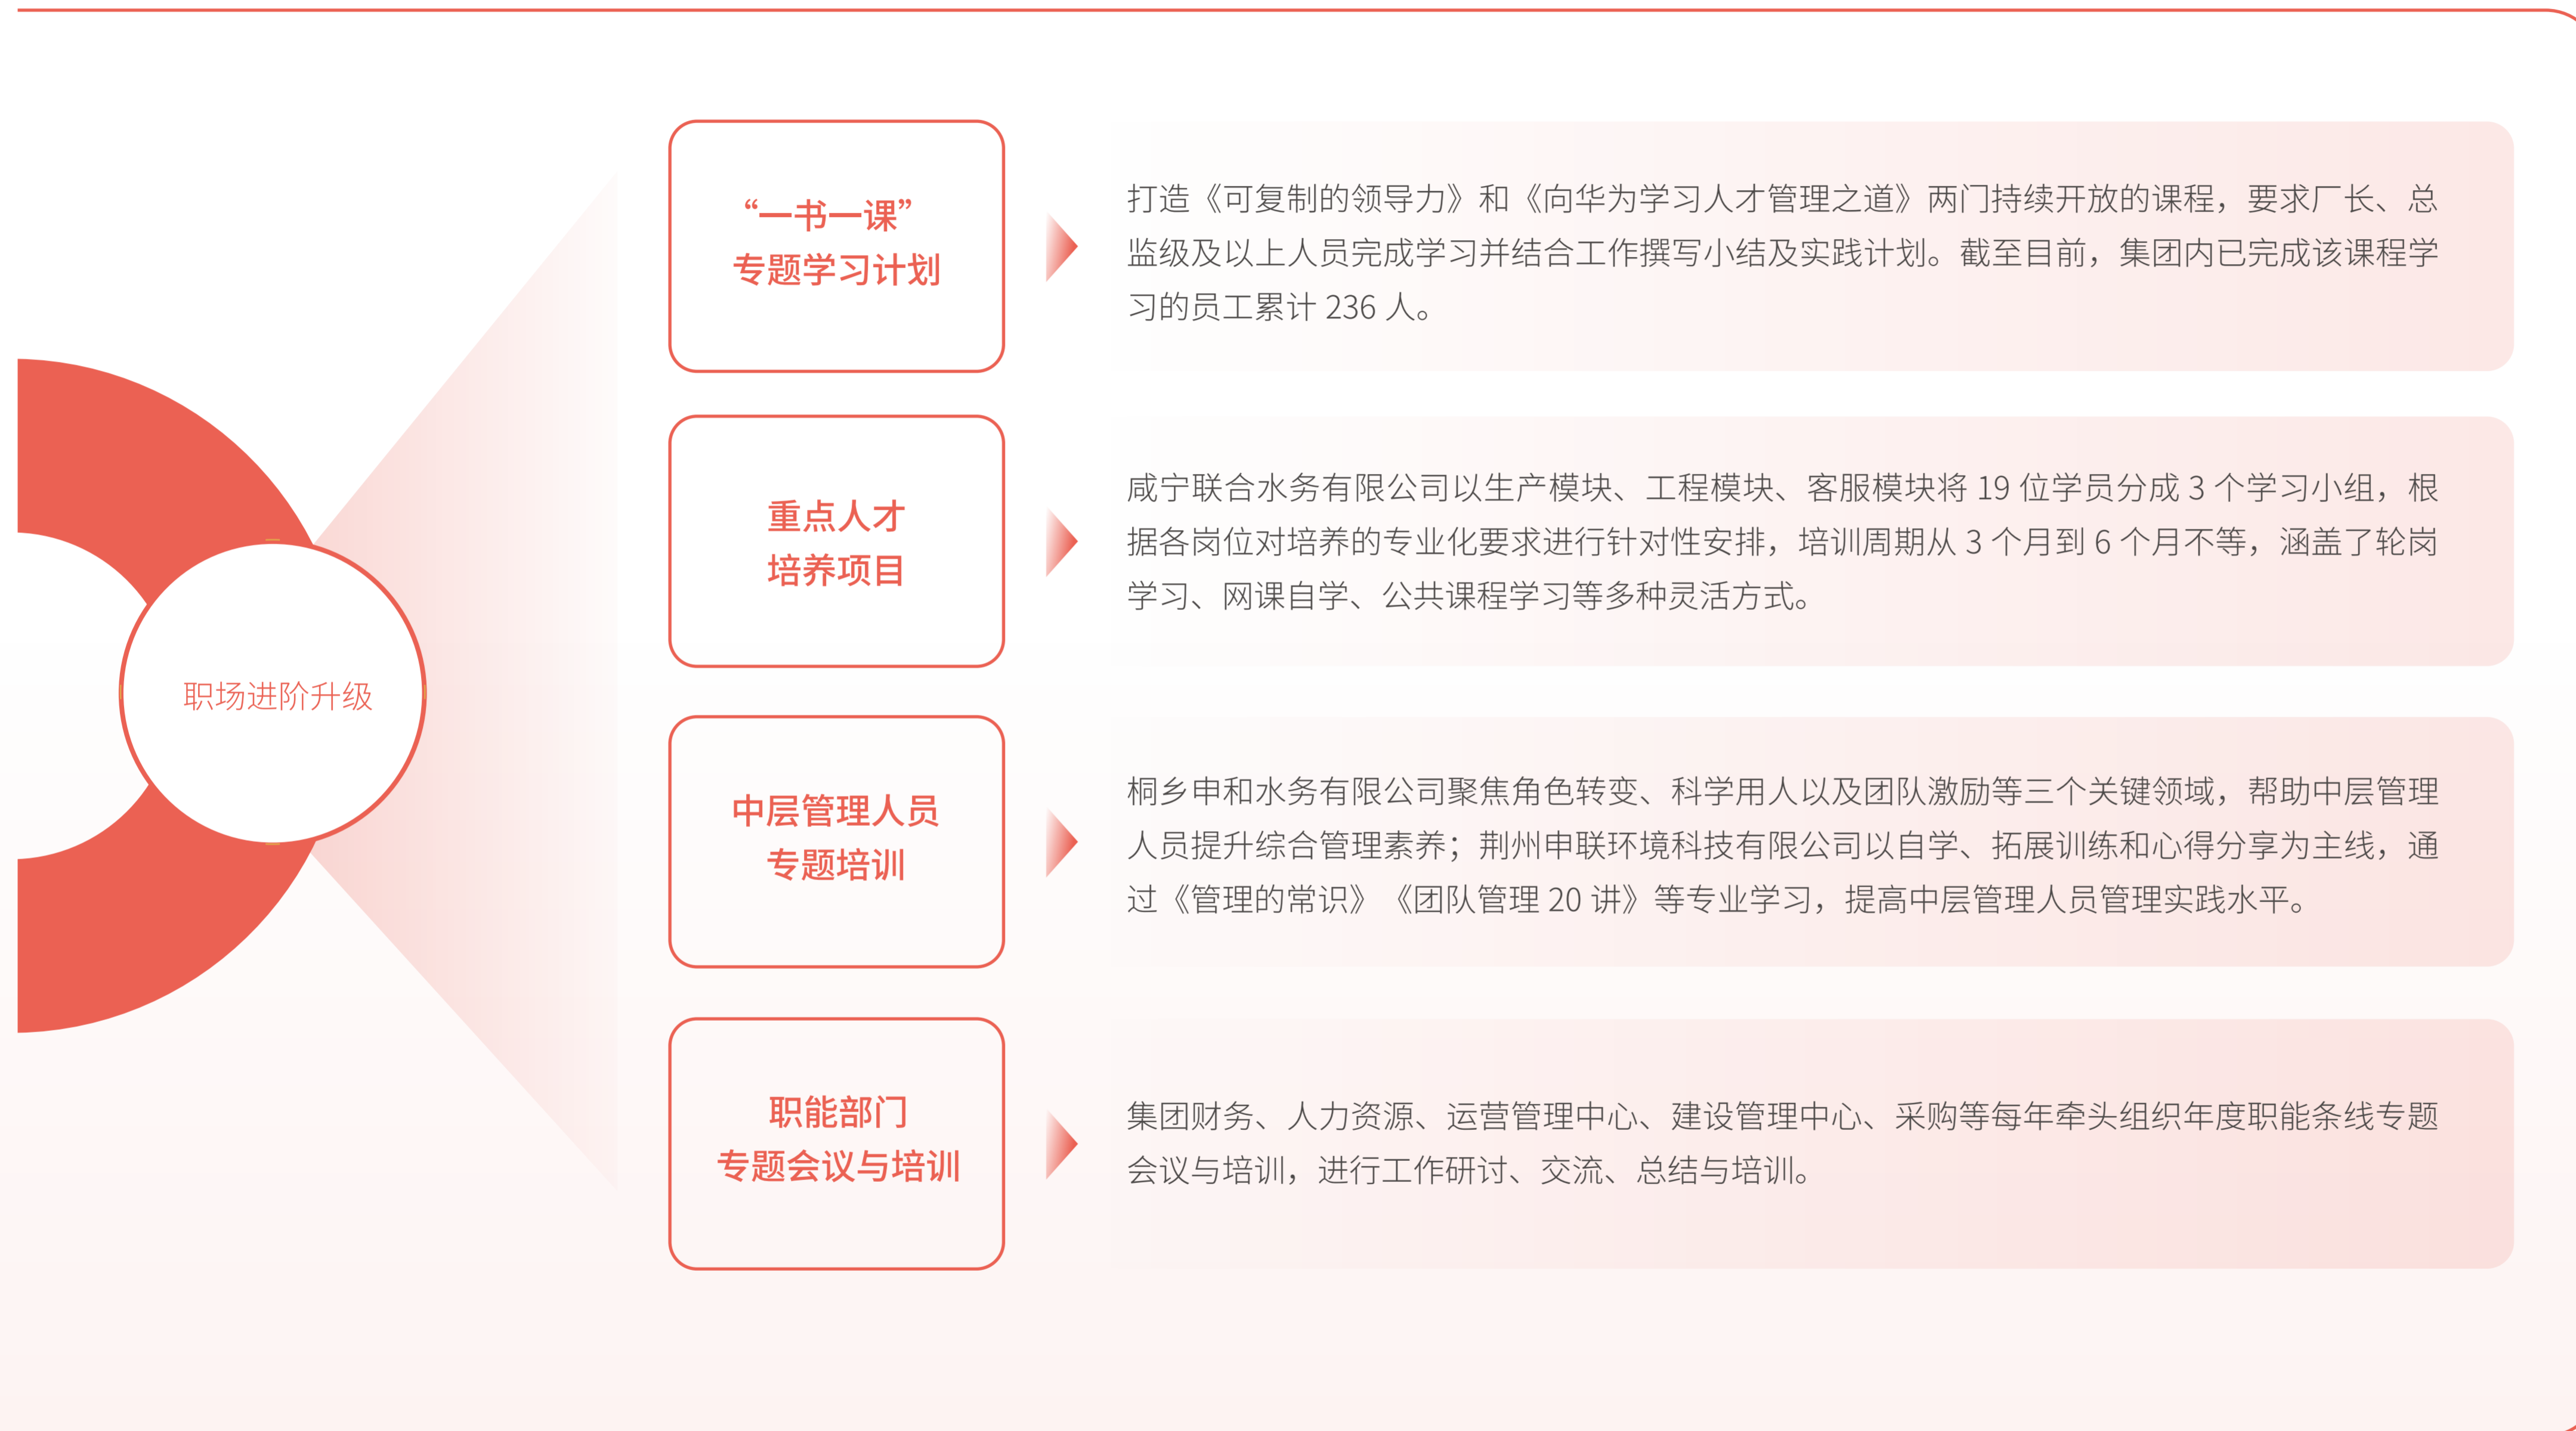 职场进阶升级
“一书一课”
专题学习计划
打造《可复制的领导力》和《向华为学习人才管理之道》两门持续开放的课程，要求厂长、总
监级及以上人员完成学习并结合工作撰写小结及实践计划。截至目前，集团内已完成该课程学
习的员工累计 236 人。
重点人才
培养项目
咸宁联合水务有限公司以生产模块、工程模块、客服模块将 19 位学员分成 3 个学习小组，根
据各岗位对培养的专业化要求进行针对性安排，培训周期从 3 个月到 6 个月不等，涵盖了轮岗
学习、网课自学、公共课程学习等多种灵活方式。
中层管理人员
专题培训
桐乡申和水务有限公司聚焦角色转变、科学用人以及团队激励等三个关键领域，帮助中层管理
人员提升综合管理素养；荆州申联环境科技有限公司以自学、拓展训练和心得分享为主线，通
过《管理的常识》《团队管理 20 讲》等专业学习，提高中层管理人员管理实践水平。
职能部门
专题会议与培训
集团财务、人力资源、运营管理中心、建设管理中心、采购等每年牵头组织年度职能条线专题
会议与培训，进行工作研讨、交流、总结与培训。